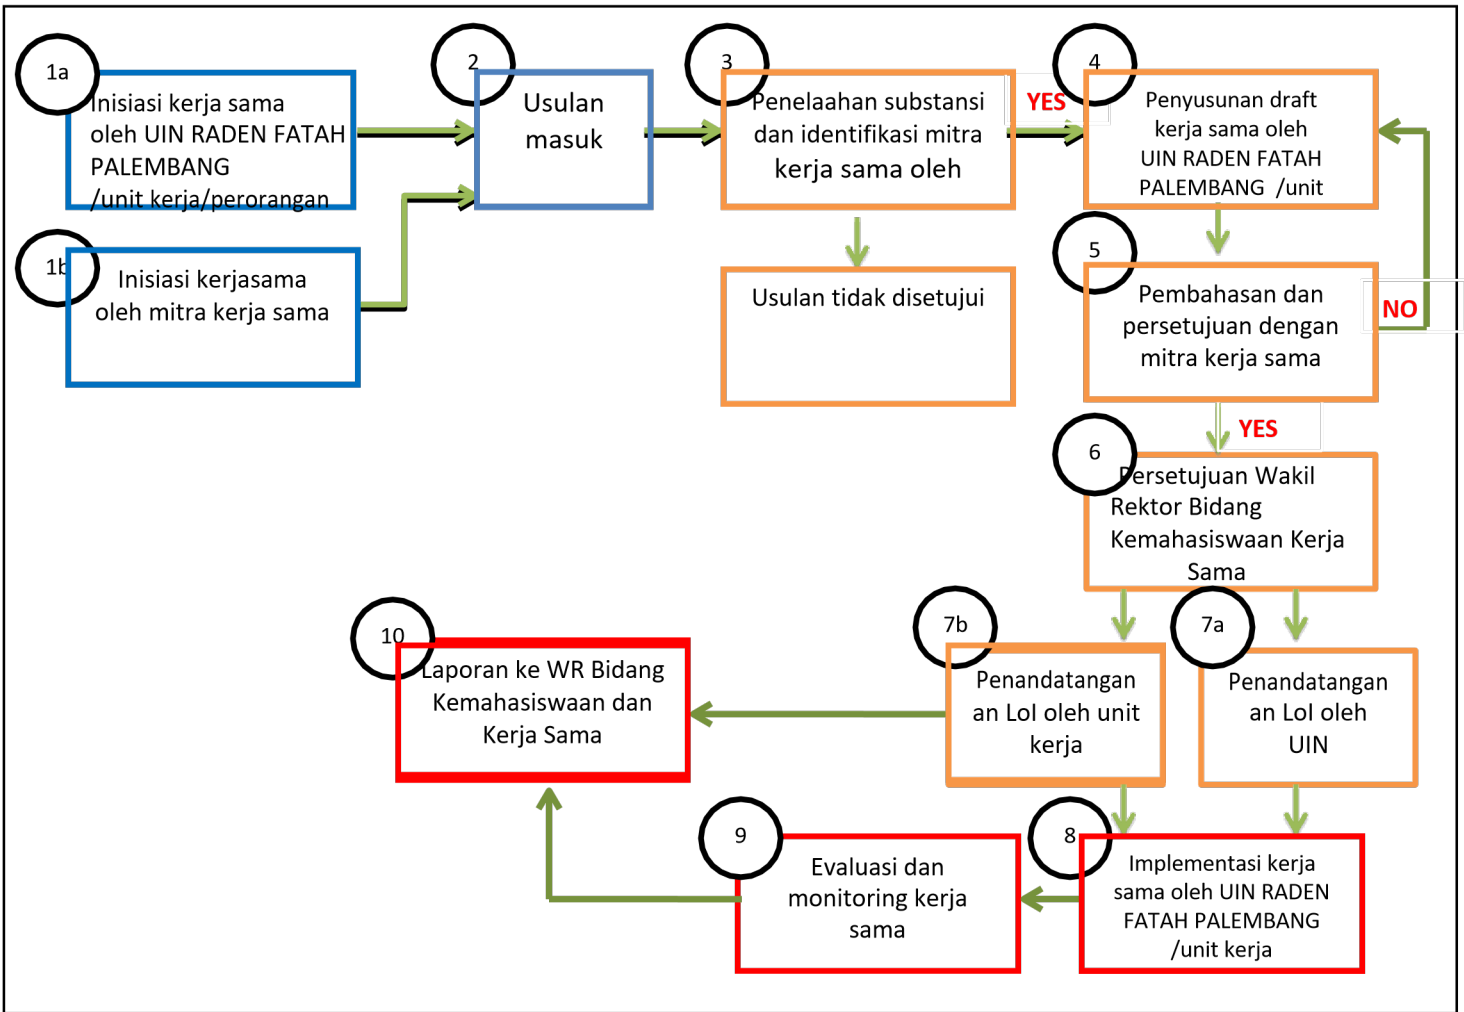 1a
Inisiasi kerja sama
oleh UIN RADEN FATAH
PALEMBANG
/unit kerja/perorangan
1b
Inisiasi kerjasama
oleh mitra kerja sama
2
Usulan
masuk
3
Penelaahan substansi
dan identifikasi mitra
kerja sama oleh
YES
Usulan tidak disetujui
4
Penyusunan draft
kerja sama oleh
UIN RADEN FATAH
PALEMBANG /unit
5
Pembahasan dan
persetujuan dengan
mitra kerja sama
NO
YES
6
Persetujuan Wakil
Rektor Bidang
Kemahasiswaan Kerja
Sama
7a
Penandatangan
an LoI oleh
UIN
7b
Penandatangan
an LoI oleh unit
kerja
8
Implementasi kerja
sama oleh UIN RADEN
FATAH PALEMBANG
/unit kerja
9
Evaluasi dan
monitoring kerja
sama
10
Laporan ke WR Bidang
Kemahasiswaan dan
Kerja Sama